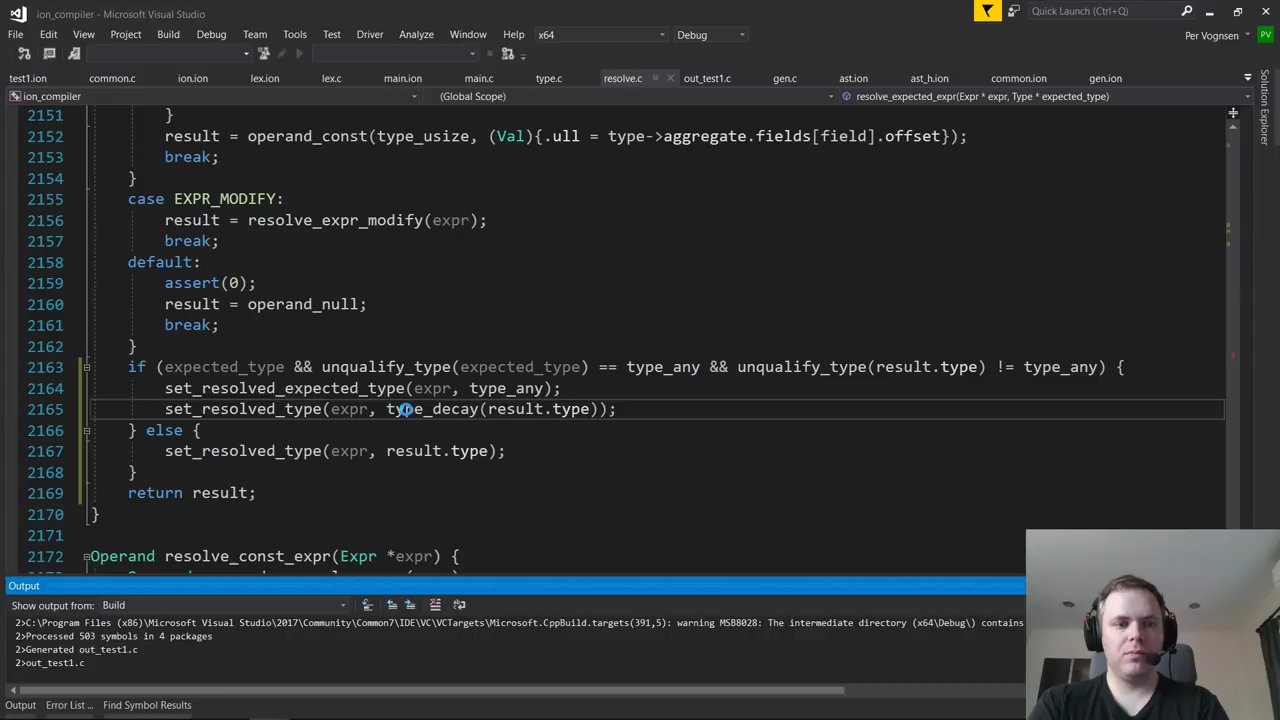 ion_compiler - Microsoft Visual Studio
Quick Launch (Ctrl+Q)
File Edit View Project Build Debug Team Tools Test Driver Analyze Window Help x64 Debug Per Vognsen PV
test1.ion common.c ion.ion lex.ion lex.c main.ion main.c type.c resolve.c out_test1.c gen.c ast.ion ast_h.ion common.ion gen.ion
ion_compiler (Global Scope) resolve_expected_expr(Expr * expr, Type * expected_type)
Solution Explorer
2151 }
2152 result = operand_const(type_usize, (Val){.ull = type->aggregate.fields[field].offset});
2153 break;
2154 }
2155 case EXPR_MODIFY:
2156 result = resolve_expr_modify(expr);
2157 break;
2158 default:
2159 assert(0);
2160 result = operand_null;
2161 break;
2162 }
2163 if (expected_type && unqualify_type(expected_type) == type_any && unqualify_type(result.type) != type_any) {
2164 set_resolved_expected_type(expr, type_any);
2165 set_resolved_type(expr, type_decay(result.type));
2166 } else {
2167 set_resolved_type(expr, result.type);
2168 }
2169 return result;
2170 }
2171
2172 Operand resolve_const_expr(Expr *expr) {
Output
Show output from: Build
2>C:\Program Files (x86)\Microsoft Visual Studio\2017\Community\Common7\IDE\VC\VCTargets\Microsoft.CppBuild.targets(391,5): warning MSB8028: The intermediate directory (x64\Debug\) contains
2>Processed 503 symbols in 4 packages
2>Generated out_test1.c
2>out_test1.c
Output Error List ... Find Symbol Results